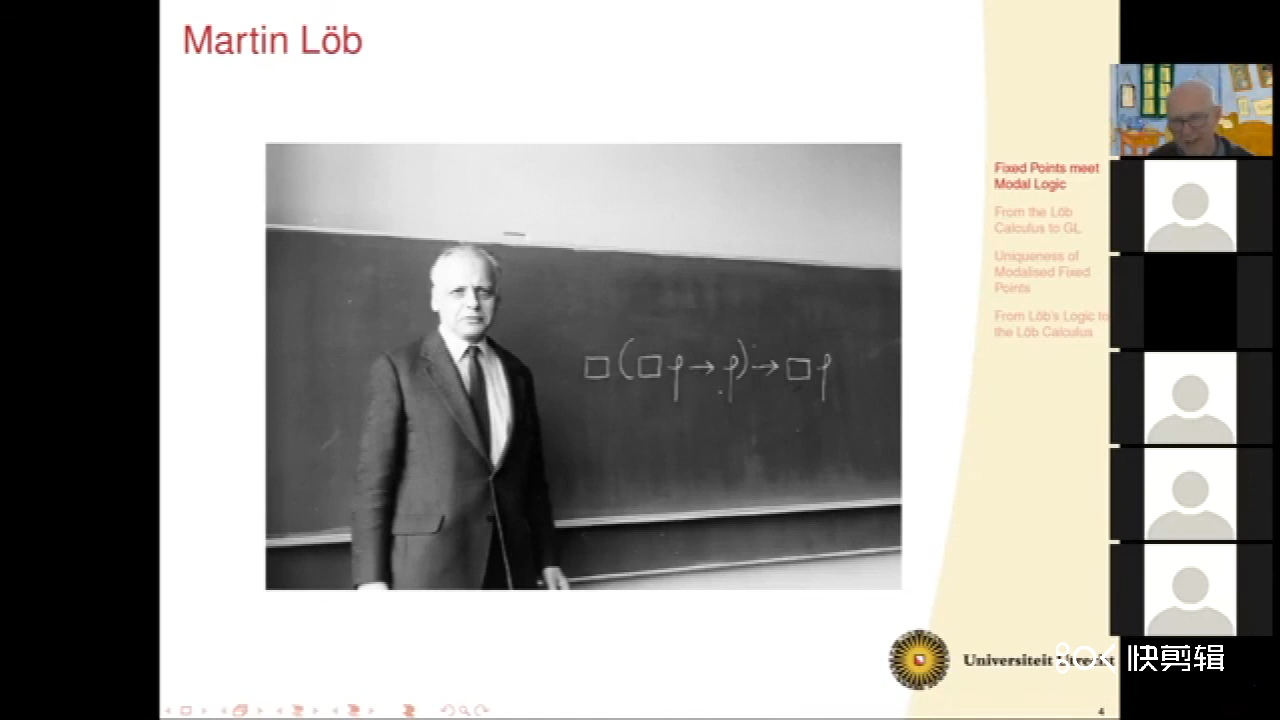 Martin Löb
□(□p→p)→□p
Fixed Points meet
Modal Logic
From the Löb
Calculus to GL
Uniqueness of
Modalised Fixed
Points
From Löb's Logic to
the Löb Calculus
Universiteit Utrecht
快剪辑
4